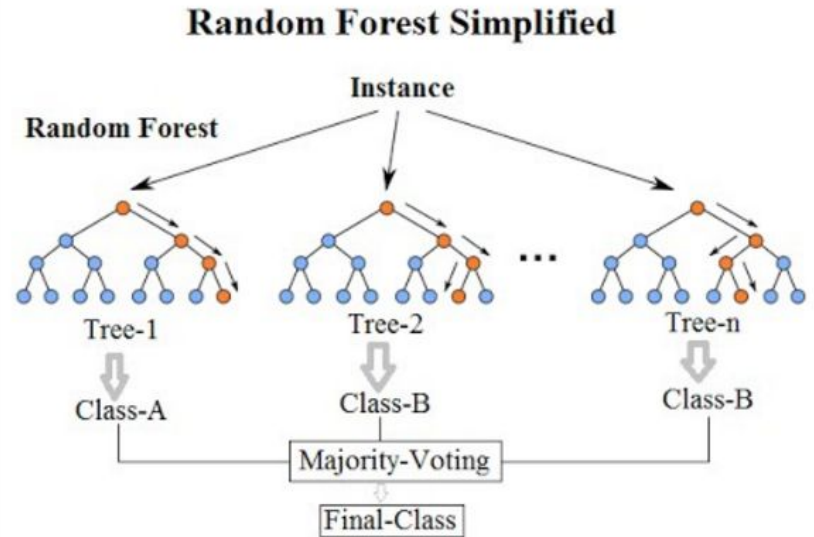 Random Forest Simplified
Instance
Random Forest
...
Tree-1
Tree-2
Tree-n
Class-A
Class-B
Class-B
Majority-Voting
Final-Class